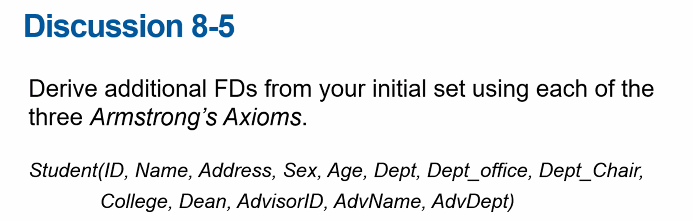 Discussion 8-5
Derive additional FDs from your initial set using each of the
three Armstrong's Axioms.
Student(ID, Name, Address, Sex, Age, Dept, Dept_office, Dept_Chair,
College, Dean, AdvisorID, AdvName, AdvDept)